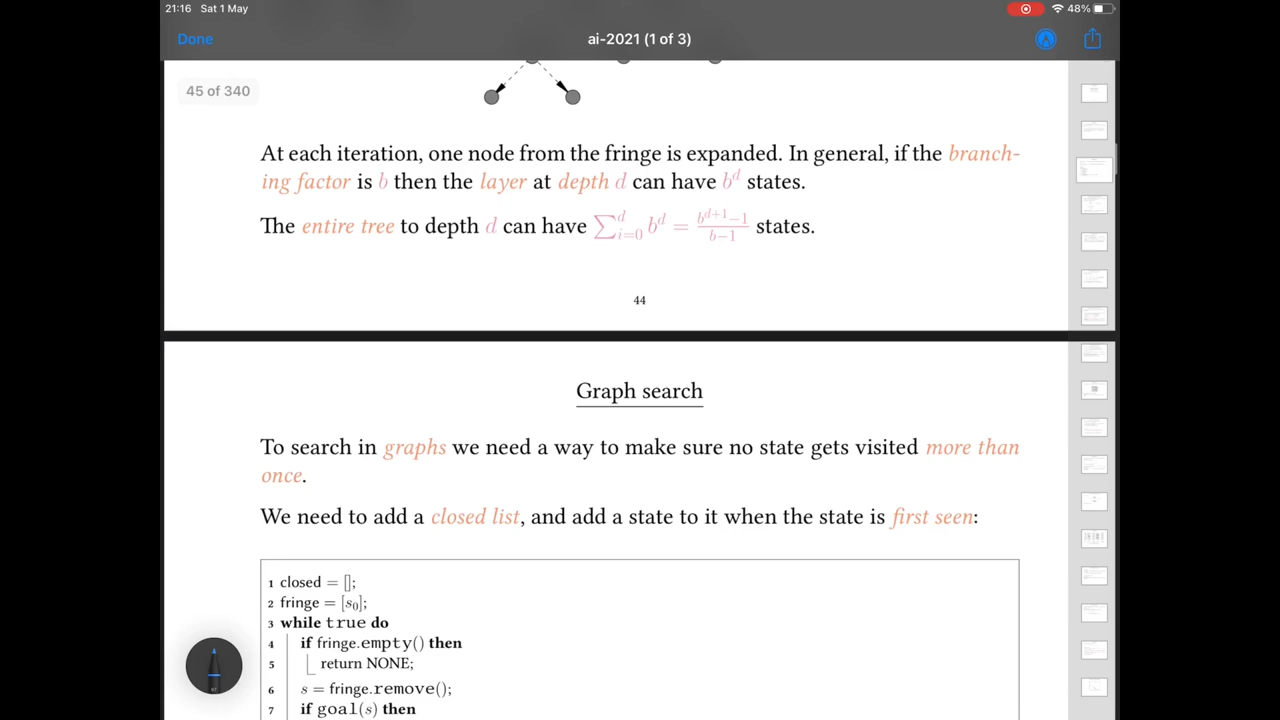 21:16 Sat 1 May
48%
Done
ai-2021 (1 of 3)
45 of 340
At each iteration, one node from the fringe is expanded. In general, if the branch-
ing factor is b then the layer at depth d can have b^d states.
The entire tree to depth d can have ∑_{i=0}^{d} b^d = \frac{b^{d+1}-1}{b-1} states.
44
Graph search
To search in graphs we need a way to make sure no state gets visited more than
once.
We need to add a closed list, and add a state to it when the state is first seen:
1 closed = [];
2 fringe = [s₀];
3 while true do
4 if fringe.empty() then
5 return NONE;
6 s = fringe.remove();
7 if goal(s) then